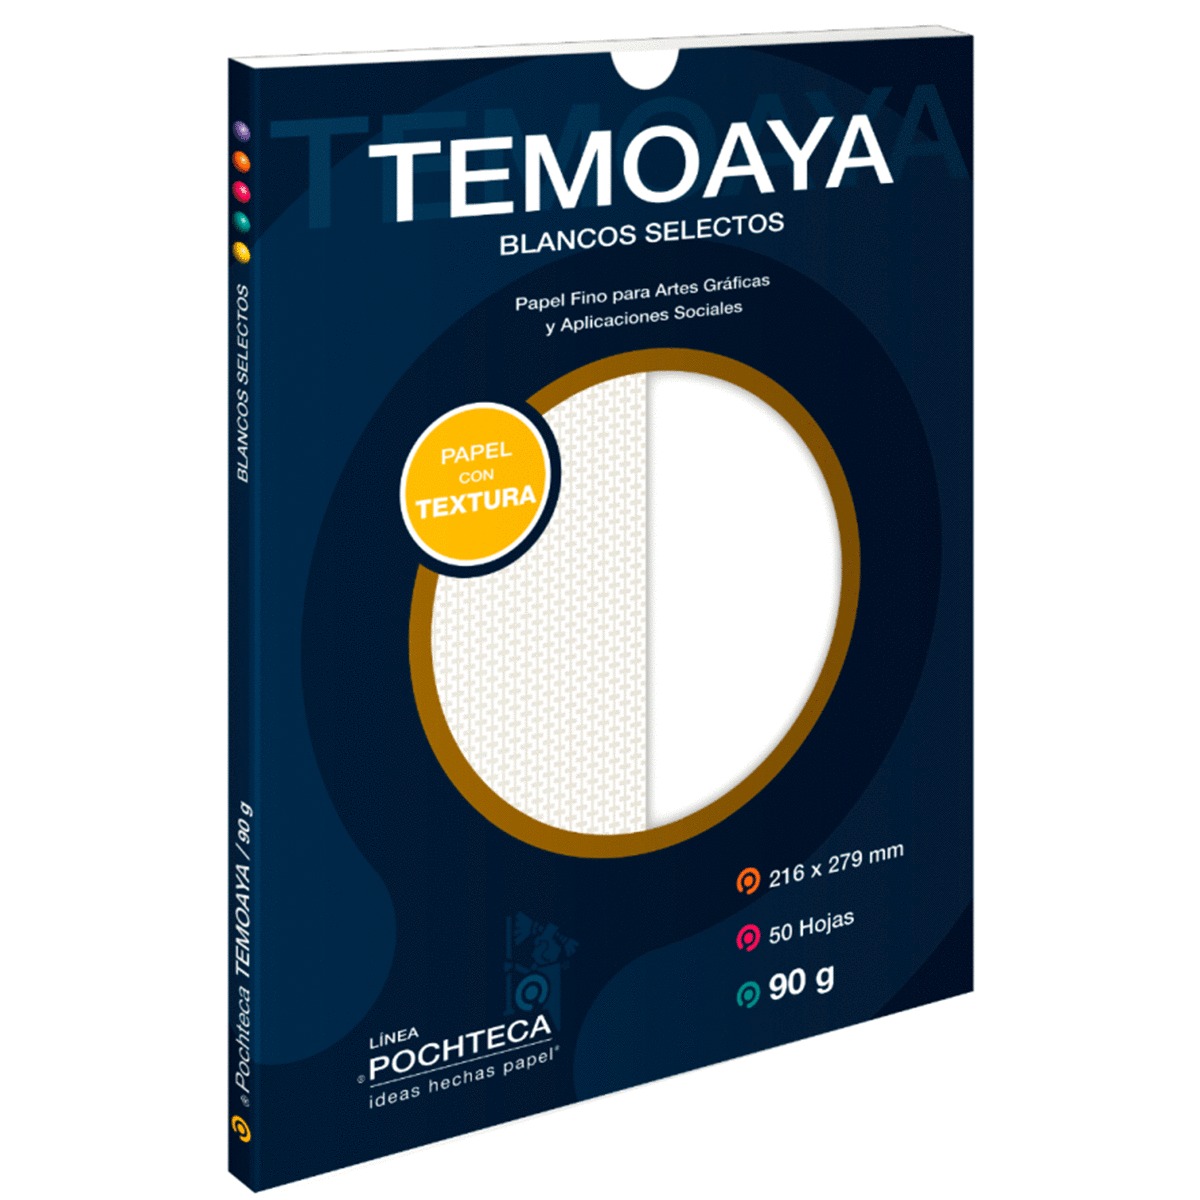 TEMOAYA
TEMOAYA
BLANCOS SELECTOS
Papel Fino para Artes Gráficas
y Aplicaciones Sociales
PAPEL
CON
TEXTURA
216 x 279 mm
50 Hojas
90 g
LÍNEA
® POCHTECA
ideas hechas papel®
BLANCOS SELECTOS
® Pochteca TEMOAYA / 90 g